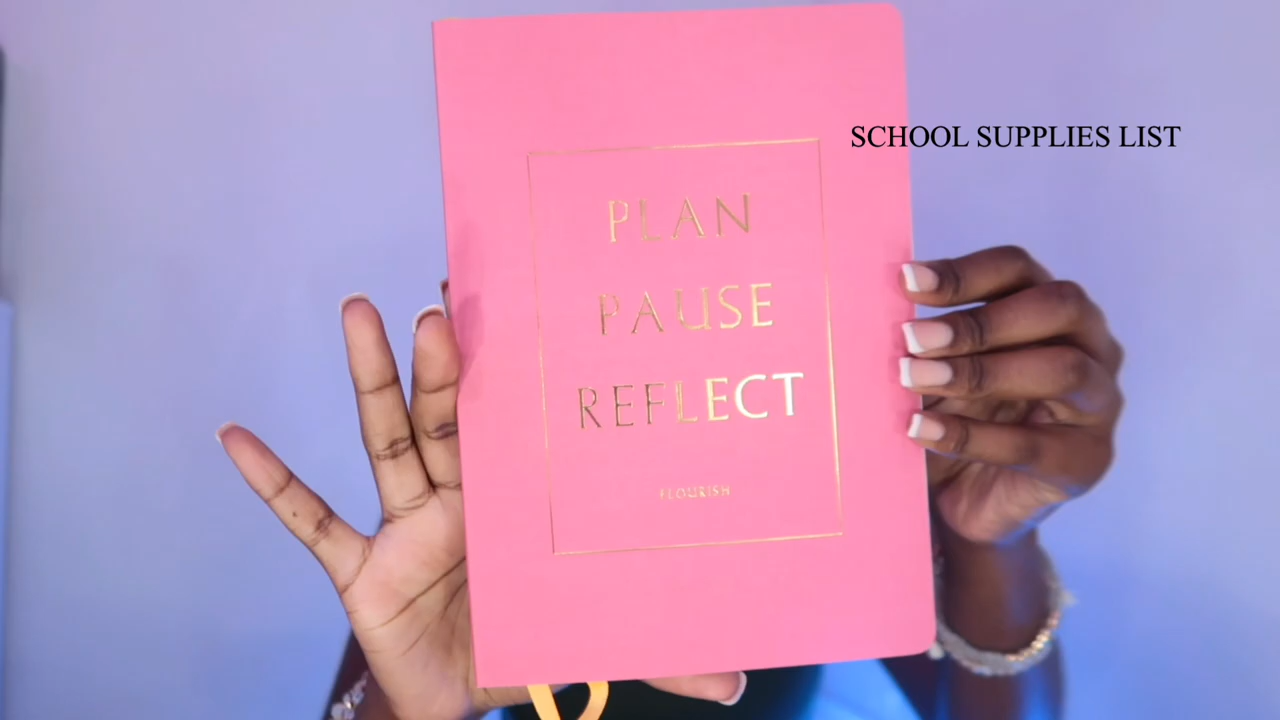 SCHOOL SUPPLIES LIST
PLAN
PAUSE
REFLECT
FLOURISH